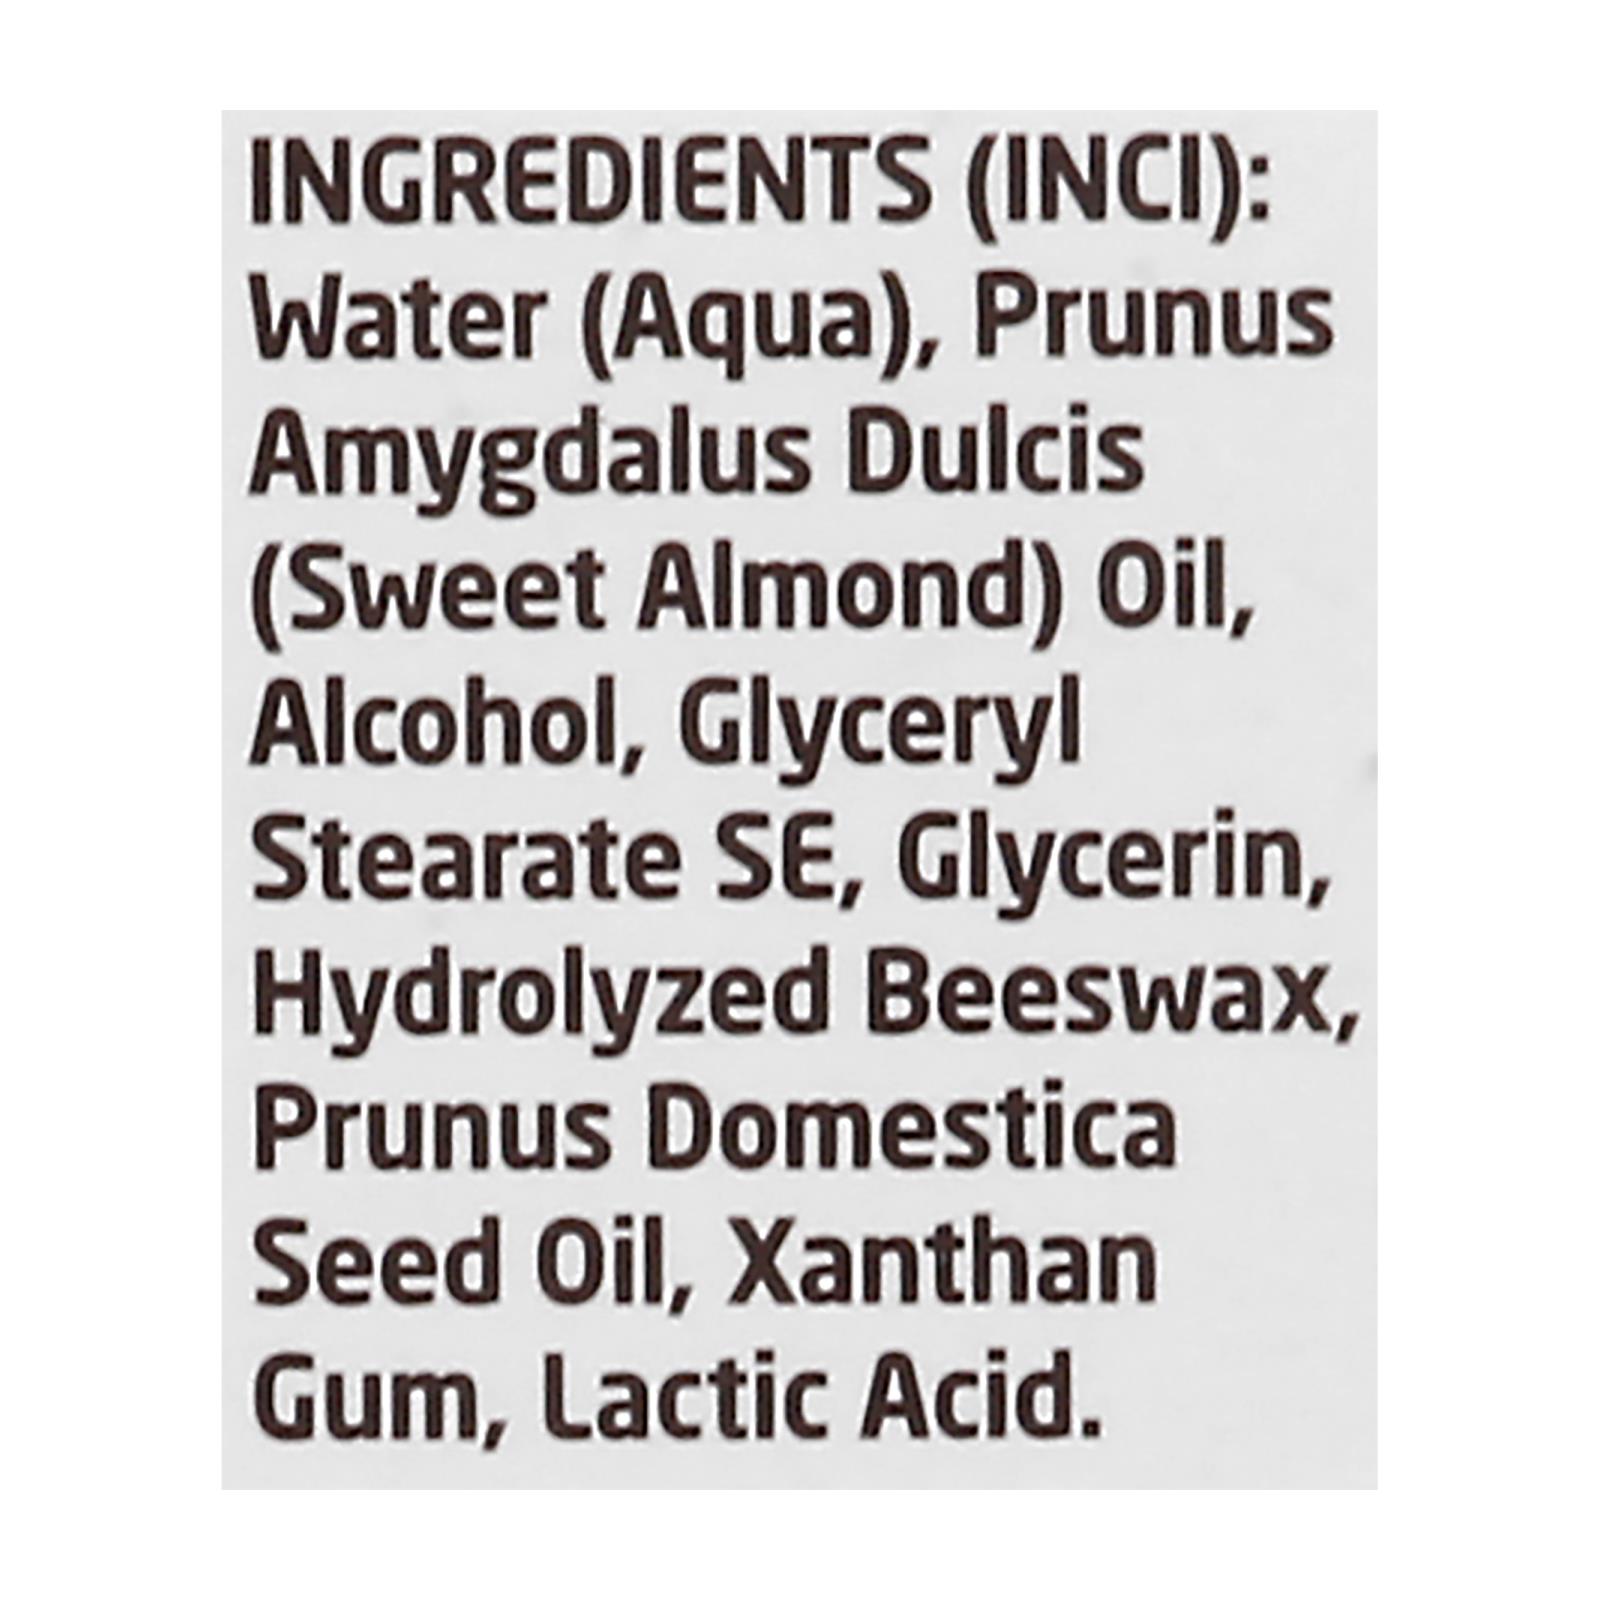 INGREDIENTS (INCI):
Water (Aqua), Prunus
Amygdalus Dulcis
(Sweet Almond) Oil,
Alcohol, Glyceryl
Stearate SE, Glycerin,
Hydrolyzed Beeswax,
Prunus Domestica
Seed Oil, Xanthan
Gum, Lactic Acid.